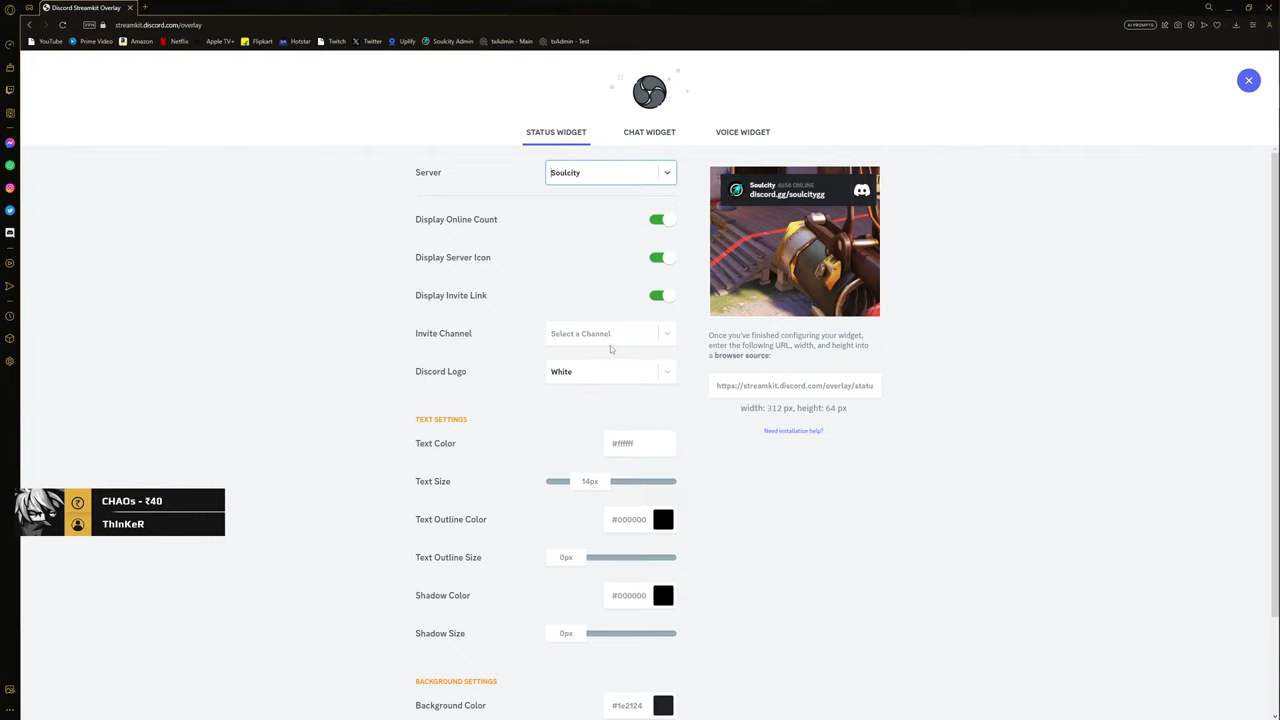 Discord Streamkit Overlay
VPN
streamkit.discord.com/overlay
AI PROMPTS
YouTube
Prime Video
Amazon
Netflix
Apple TV+
Flipkart
Hotstar
Twitch
Twitter
Uplify
Soulcity Admin
txAdmin - Main
txAdmin - Test
STATUS WIDGET
CHAT WIDGET
VOICE WIDGET
Server
Soulcity
Display Online Count
Display Server Icon
Display Invite Link
Invite Channel
Select a Channel
Discord Logo
White
TEXT SETTINGS
Text Color
#ffffff
Text Size
14px
Text Outline Color
#000000
Text Outline Size
0px
Shadow Color
#000000
Shadow Size
0px
BACKGROUND SETTINGS
Background Color
#1e2124
Soulcity ONLINE
discord.gg/soulcitygg
Once you've finished configuring your widget,
enter the following URL, width, and height into
a browser source:
https://streamkit.discord.com/overlay/statu
width: 312 px, height: 64 px
Need installation help?
CHAOs - ₹40
ThInKeR